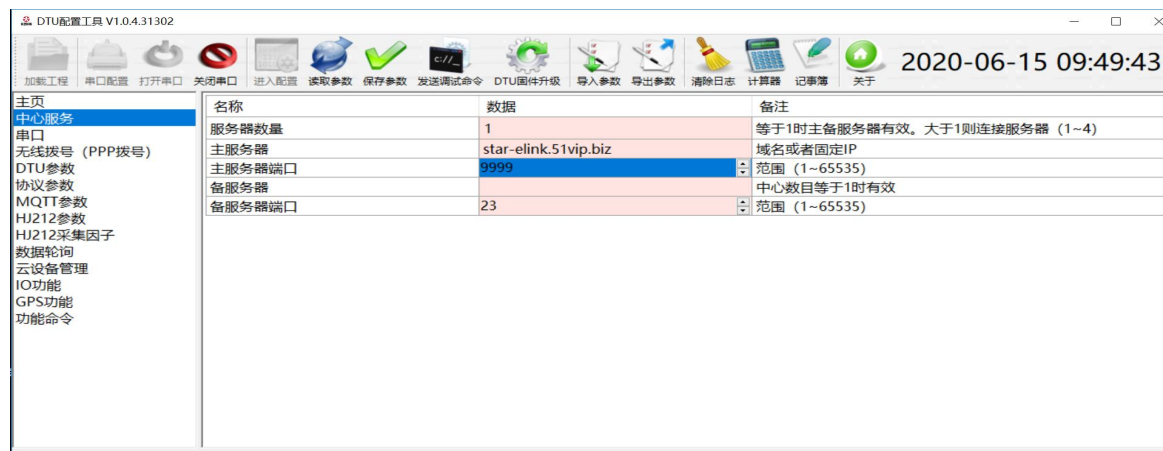 DTU配置工具 V1.0.4.31302
加载工程 串口配置 打开串口 关闭串口 进入配置 读取参数 保存参数 发送调试命令 DTU固件升级 导入参数 导出参数 清除日志 计算器 记事簿 关于 2020-06-15 09:49:43
主页
中心服务
串口
无线拨号（PPP拨号）
DTU参数
协议参数
MQTT参数
HJ212参数
HJ212采集因子
数据轮询
云设备管理
IO功能
GPS功能
功能命令
名称 数据 备注
服务器数量 1 等于1时主备服务器有效。大于1则连接服务器（1~4）
主服务器 star-elink.51vip.biz 域名或者固定IP
主服务器端口 9999 范围（1~65535）
备服务器 中心数目等于1时有效
备服务器端口 23 范围（1~65535）